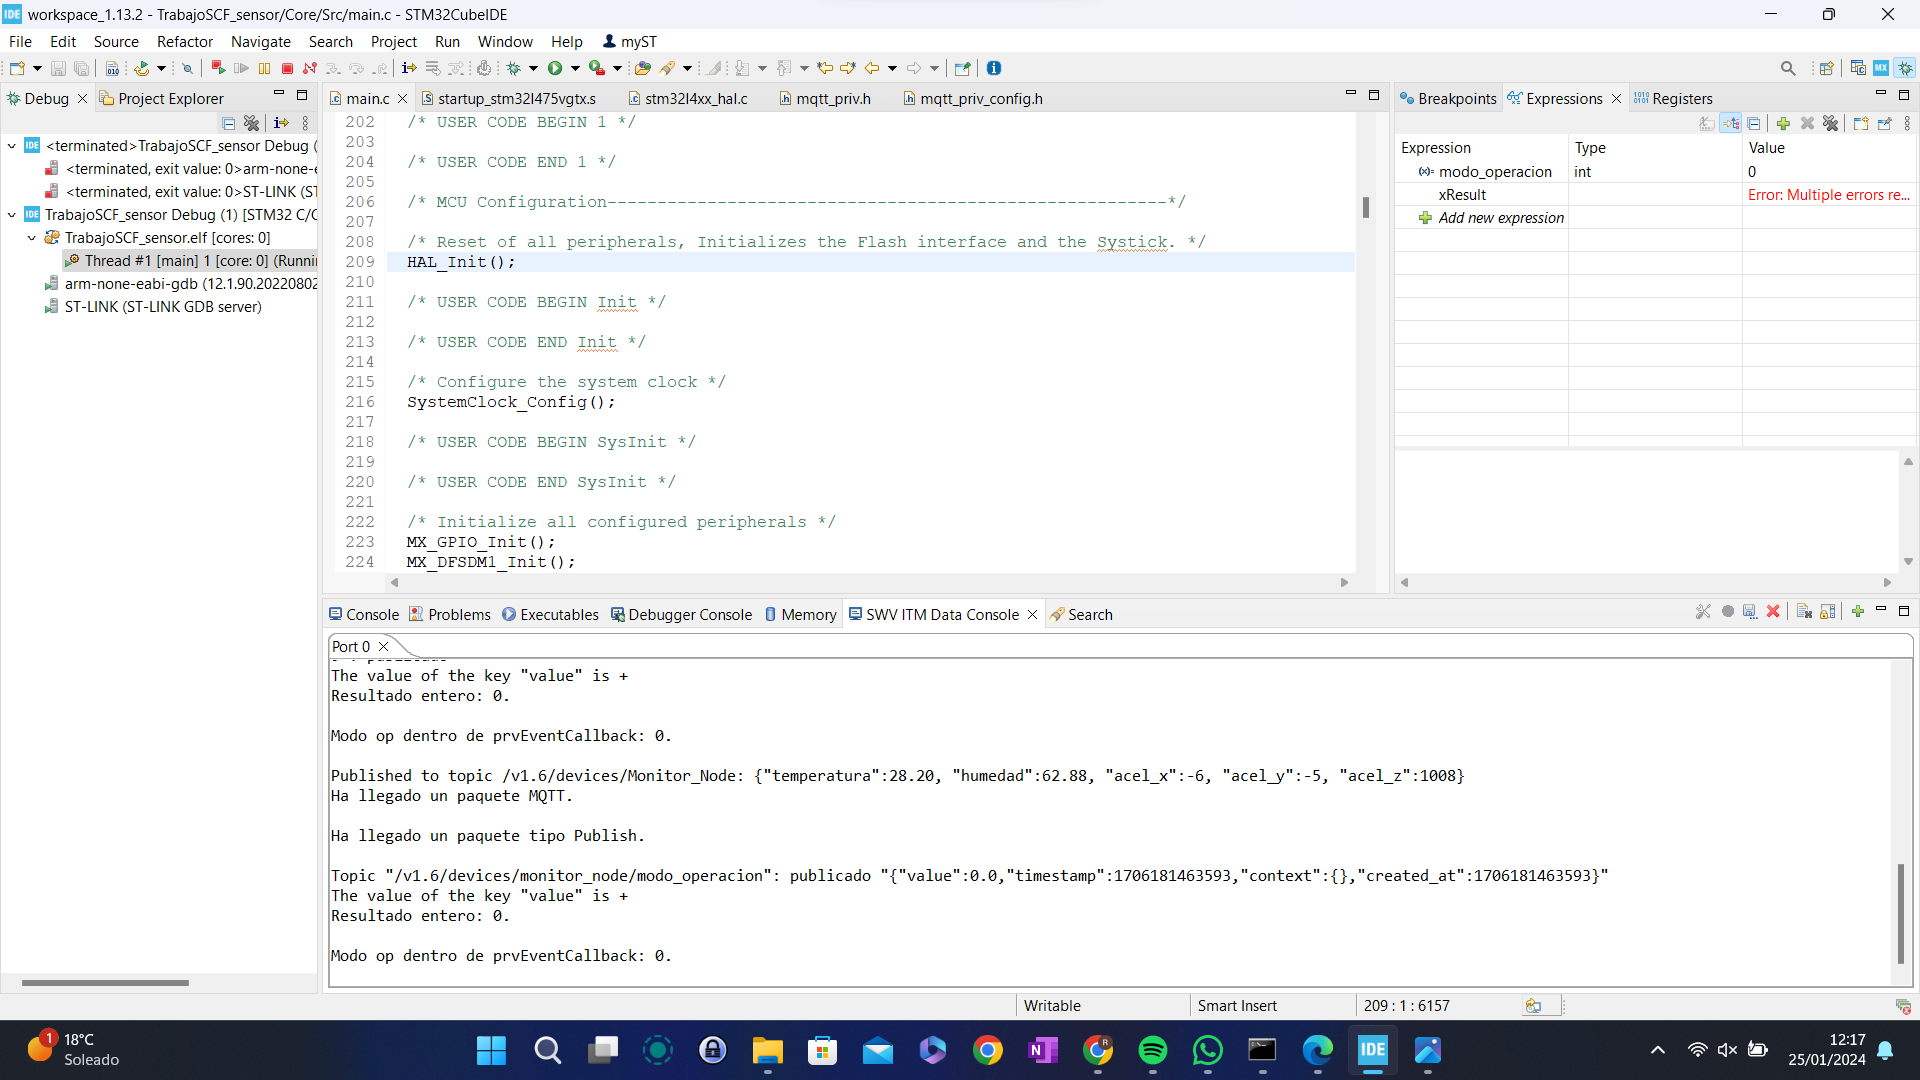 workspace_1.13.2 - TrabajoSCF_sensor/Core/Src/main.c - STM32CubeIDE
File Edit Source Refactor Navigate Search Project Run Window Help myST
Debug Project Explorer
<terminated>TrabajoSCF_sensor Debug (
<terminated, exit value: 0>arm-none-e
<terminated, exit value: 0>ST-LINK (ST
TrabajoSCF_sensor Debug (1) [STM32 C/C
TrabajoSCF_sensor.elf [cores: 0]
Thread #1 [main] 1 [core: 0] (Runni
arm-none-eabi-gdb (12.1.90.20220802
ST-LINK (ST-LINK GDB server)
main.c startup_stm32l475vgtx.s stm32l4xx_hal.c mqtt_priv.h mqtt_priv_config.h
202 /* USER CODE BEGIN 1 */
203
204 /* USER CODE END 1 */
205
206 /* MCU Configuration--------------------------------------------------------*/
207
208 /* Reset of all peripherals, Initializes the Flash interface and the Systick. */
209 HAL_Init();
210
211 /* USER CODE BEGIN Init */
212
213 /* USER CODE END Init */
214
215 /* Configure the system clock */
216 SystemClock_Config();
217
218 /* USER CODE BEGIN SysInit */
219
220 /* USER CODE END SysInit */
221
222 /* Initialize all configured peripherals */
223 MX_GPIO_Init();
224 MX_DFSDM1_Init();
Breakpoints Expressions Registers
Expression Type Value
modo_operacion int 0
xResult Error: Multiple errors re...
Add new expression
Console Problems Executables Debugger Console Memory SWV ITM Data Console Search
Port 0
The value of the key "value" is +
Resultado entero: 0.
Modo op dentro de prvEventCallback: 0.
Published to topic /v1.6/devices/Monitor_Node: {"temperatura":28.20, "humedad":62.88, "acel_x":-6, "acel_y":-5, "acel_z":1008}
Ha llegado un paquete MQTT.
Ha llegado un paquete tipo Publish.
Topic "/v1.6/devices/monitor_node/modo_operacion": publicado "{"value":0.0,"timestamp":1706181463593,"context":{},"created_at":1706181463593}"
The value of the key "value" is +
Resultado entero: 0.
Modo op dentro de prvEventCallback: 0.
Writable Smart Insert 209 : 1 : 6157
1 18°C
Soleado
IDE
12:17
25/01/2024